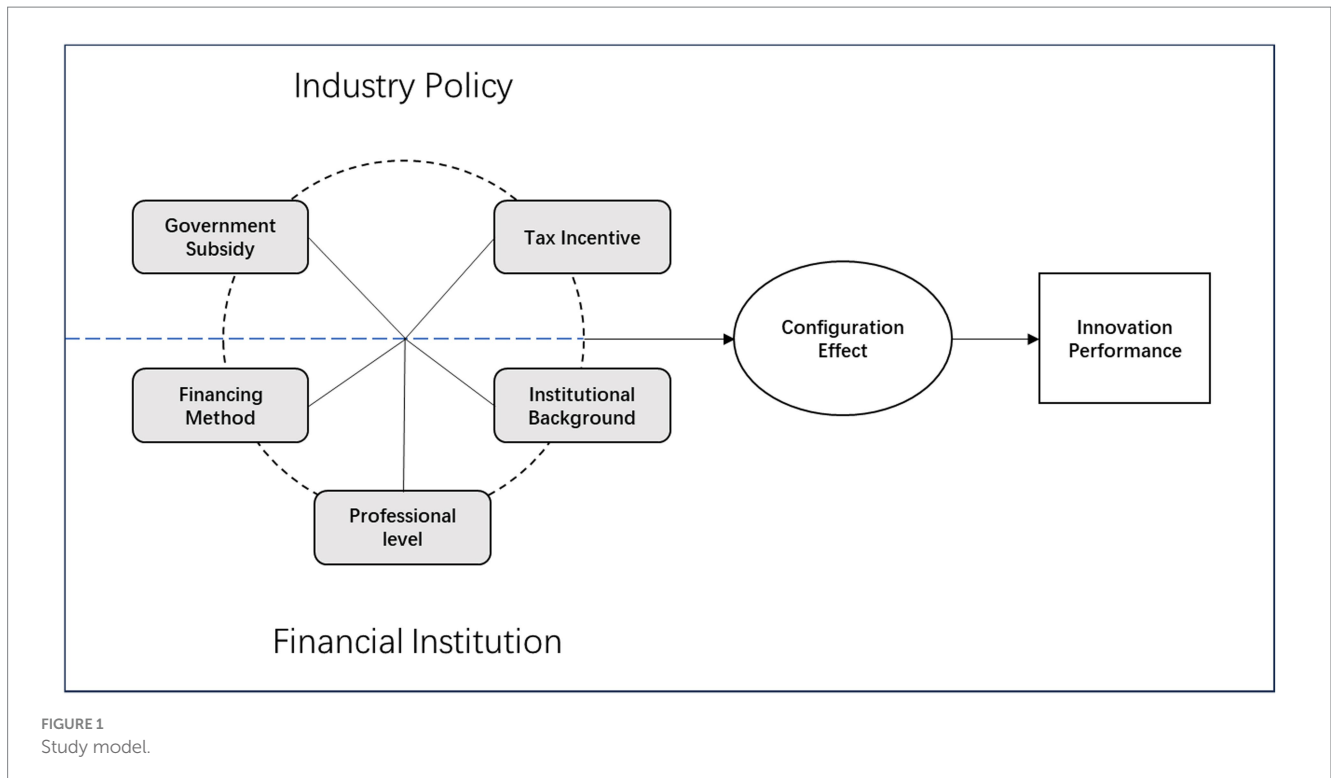 Industry Policy
Government
Subsidy
Tax Incentive
Financing
Method
Institutional
Background
Professional
level
Configuration
Effect
Innovation
Performance
Financial Institution
FIGURE 1
Study model.